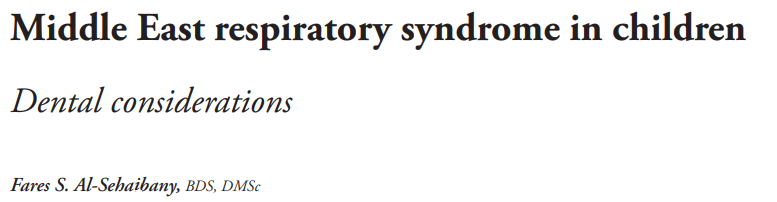 Middle East respiratory syndrome in children
Dental considerations
Fares S. Al-Sehaibany, BDS, DMSc